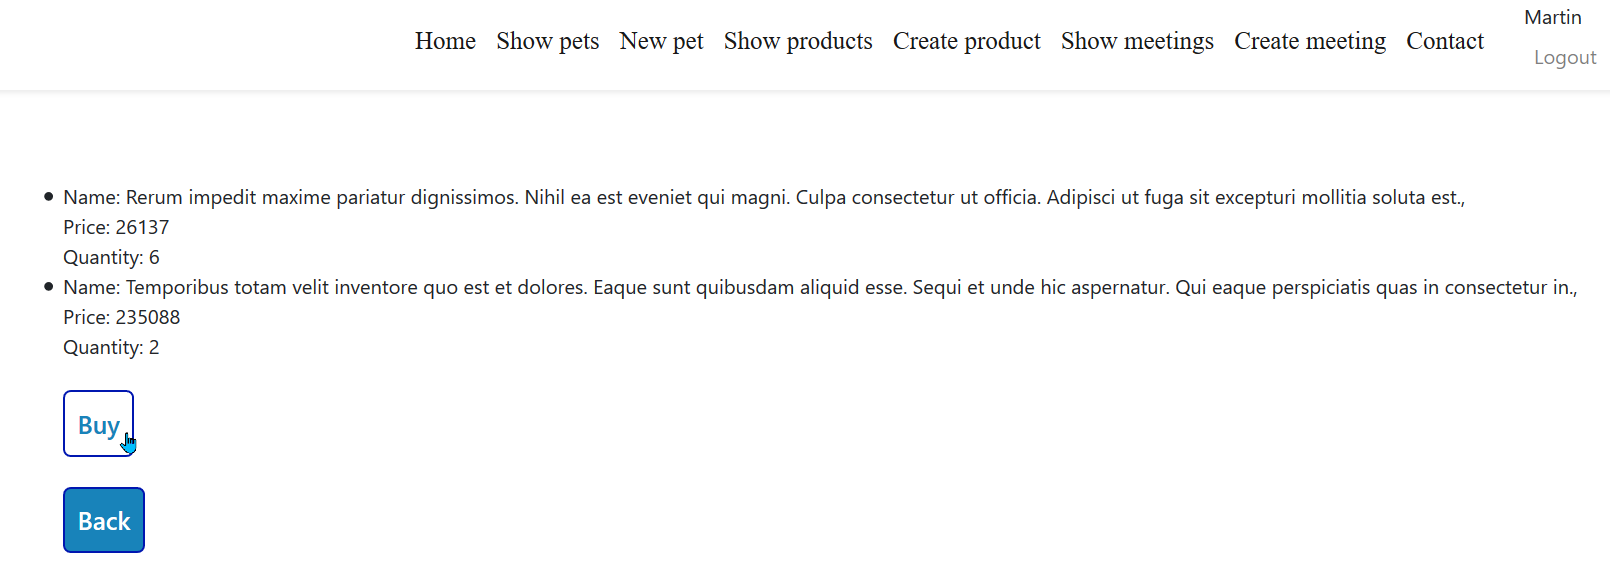 Home Show pets New pet Show products Create product Show meetings Create meeting Contact
Martin
Logout
Name: Rerum impedit maxime pariatur dignissimos. Nihil ea est eveniet qui magni. Culpa consectetur ut officia. Adipisci ut fuga sit excepturi mollitia soluta est.,
Price: 26137
Quantity: 6
Name: Temporibus totam velit inventore quo est et dolores. Eaque sunt quibusdam aliquid esse. Sequi et unde hic aspernatur. Qui eaque perspiciatis quas in consectetur in.,
Price: 235088
Quantity: 2
Buy
Back